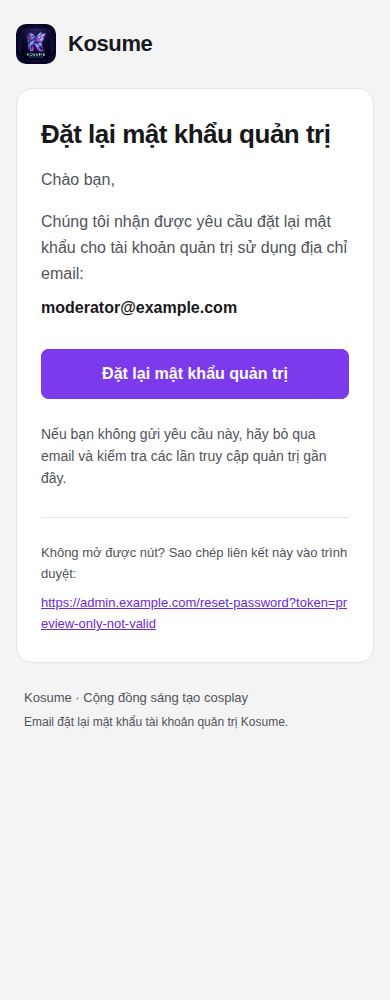 KOSUME
Kosume
Đặt lại mật khẩu quản trị
Chào bạn,
Chúng tôi nhận được yêu cầu đặt lại mật
khẩu cho tài khoản quản trị sử dụng địa chỉ
email:
moderator@example.com
Đặt lại mật khẩu quản trị
Nếu bạn không gửi yêu cầu này, hãy bỏ qua
email và kiểm tra các lần truy cập quản trị gần
đây.
Không mở được nút? Sao chép liên kết này vào trình
duyệt:
https://admin.example.com/reset-password?token=pr
eview-only-not-valid
Kosume · Cộng đồng sáng tạo cosplay
Email đặt lại mật khẩu tài khoản quản trị Kosume.